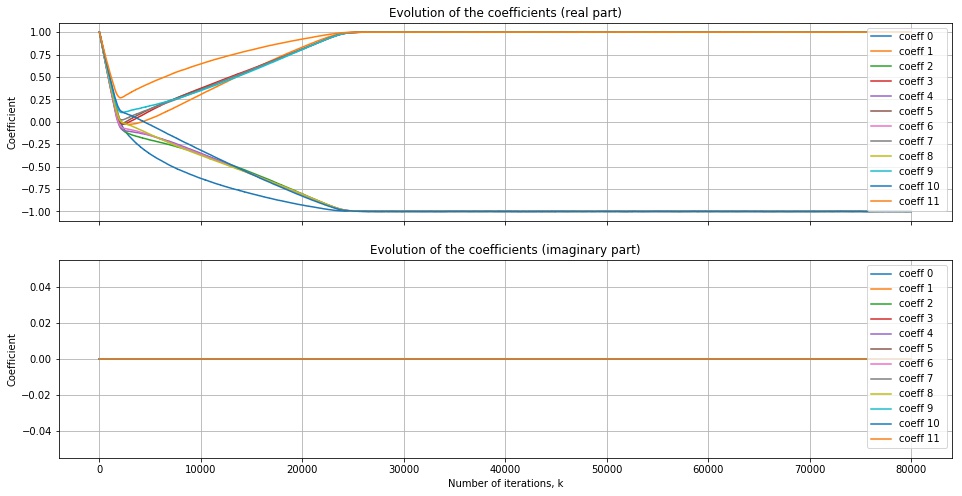 Evolution of the coefficients (real part)
1.00
0.75
0.50
0.25
0.00
−0.25
−0.50
−0.75
−1.00
Coefficient
coeff 0
coeff 1
coeff 2
coeff 3
coeff 4
coeff 5
coeff 6
coeff 7
coeff 8
coeff 9
coeff 10
coeff 11
Evolution of the coefficients (imaginary part)
0.04
0.02
0.00
−0.02
−0.04
Coefficient
coeff 0
coeff 1
coeff 2
coeff 3
coeff 4
coeff 5
coeff 6
coeff 7
coeff 8
coeff 9
coeff 10
coeff 11
0 10000 20000 30000 40000 50000 60000 70000 80000
Number of iterations, k